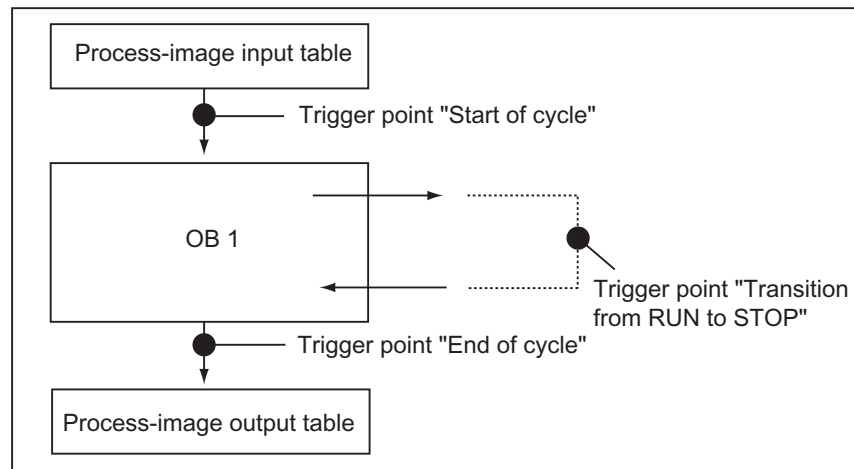 Process-image input table
Trigger point "Start of cycle"
OB 1
Trigger point "Transition
from RUN to STOP"
Trigger point "End of cycle"
Process-image output table